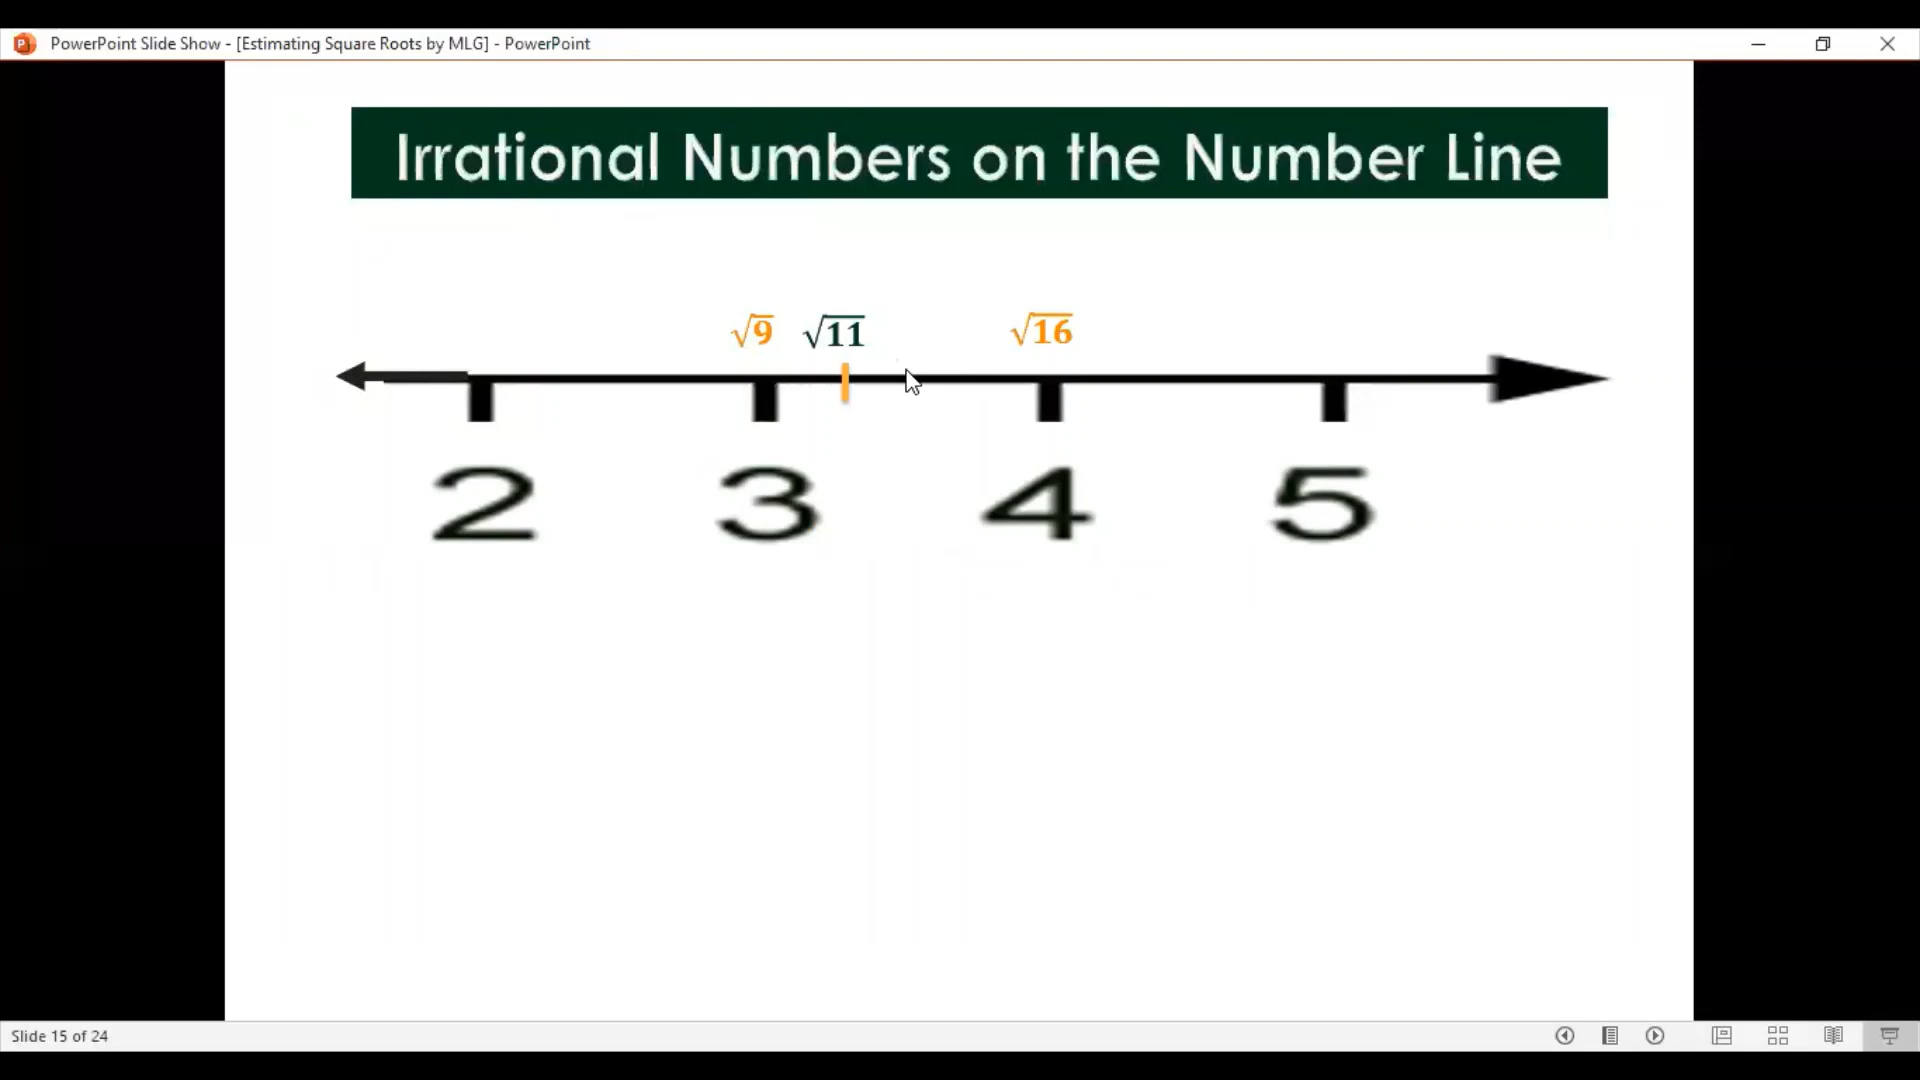 PowerPoint Slide Show - [Estimating Square Roots by MLG] - PowerPoint
Irrational Numbers on the Number Line
√9 √11 √16
2 3 4 5
Slide 15 of 24